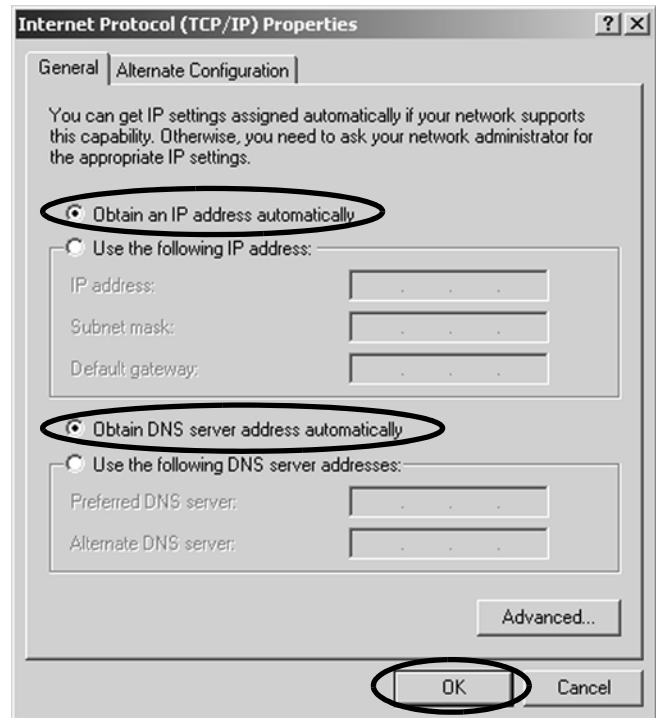 Internet Protocol (TCP/IP) Properties
? X
General
Alternate Configuration
You can get IP settings assigned automatically if your network supports
this capability. Otherwise, you need to ask your network administrator for
the appropriate IP settings.
Obtain an IP address automatically
Use the following IP address:
IP address:
Subnet mask:
Default gateway:
Obtain DNS server address automatically
Use the following DNS server addresses:
Preferred DNS server:
Alternate DNS server:
Advanced...
OK
Cancel